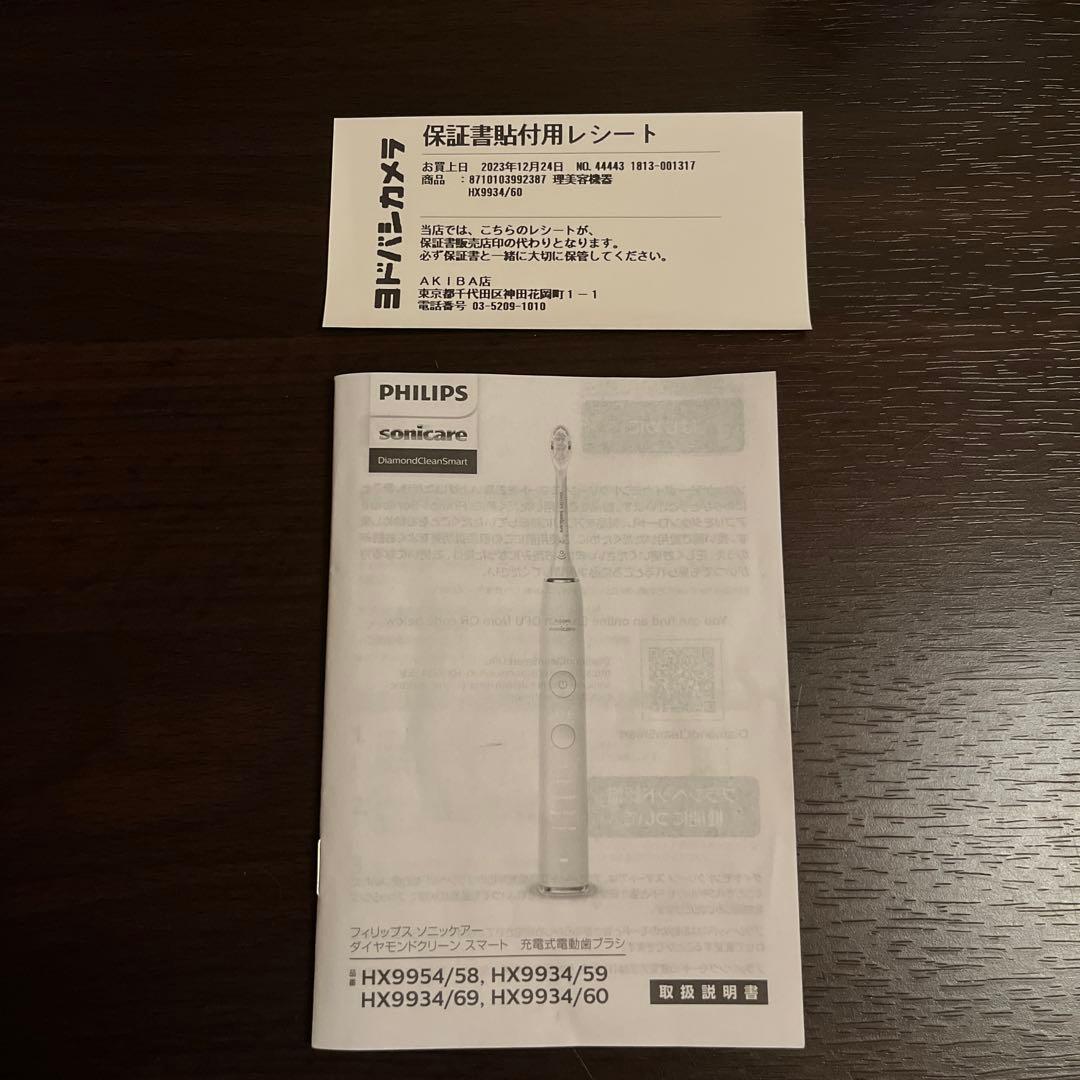 ヨドバシカメラ
保証書貼付用レシート
お買上日 2023年12月24日 NO. 44443 1813-001317
商品 :8710103992387 理美容機器
HX9934/60
当店では、こちらのレシートが、
保証書販売店印の代わりとなります。
必ず保証書と一緒に大切に保管してください。
AKIBA店
東京都千代田区神田花岡町1-1
電話番号 03-5209-1010
PHILIPS
sonicare
DiamondCleanSmart
sonicare
フィリップス ソニッケアー
ダイヤモンドクリーン スマート 充電式電動歯ブラシ
品番 HX9954/58, HX9934/59
HX9934/69, HX9934/60
取扱説明書